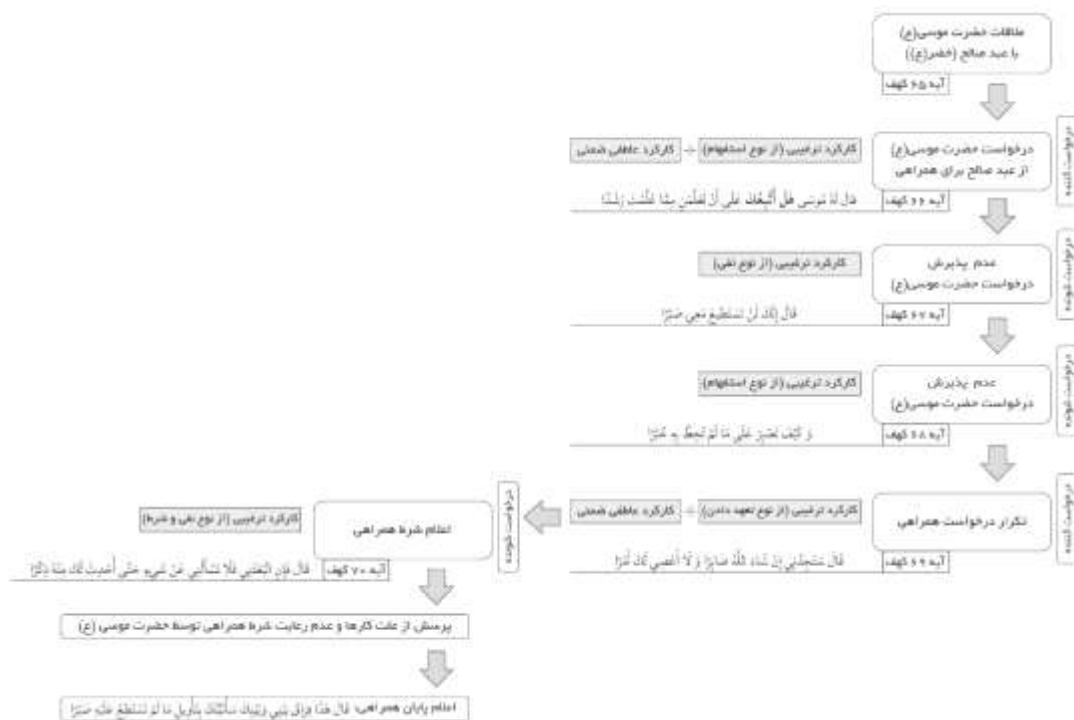 ملاقات حضرت موسی(ع)
با عبد صالح (خضر(ع))
آیه ۶۵ کهف
درخواست کننده
درخواست حضرت موسی(ع)
از عبد صالح برای همراهی
کارکرد ترغیبی (از نوع استفهام) + کارکرد عاطفی ضمنی
آیه ۶۶ کهف
قَالَ لَهُ مُوسَى هَلْ أَتَّبِعُكَ عَلَى أَنْ تُعَلِّمَنِ مِمَّا عُلِّمْتَ رُشْدًا
درخواست شونده
عدم پذیرش
درخواست حضرت موسی(ع)
کارکرد ترغیبی (از نوع نفی)
آیه ۶۷ کهف
قَالَ إِنَّكَ لَنْ تَسْتَطِيعَ مَعِيَ صَبْرًا
درخواست شونده
عدم پذیرش
درخواست حضرت موسی(ع)
کارکرد ترغیبی (از نوع استفهام)
آیه ۶۸ کهف
وَ كَيْفَ تَصْبِرُ عَلَى مَا لَمْ تُحِطْ بِهِ خُبْرًا
درخواست کننده
تکرار درخواست همراهی
کارکرد ترغیبی (از نوع تعهد دادن) + کارکرد عاطفی ضمنی
آیه ۶۹ کهف
قَالَ سَتَجِدُنِي إِنْ شَاءَ اللَّهُ صَابِرًا وَ لَا أَعْصِي لَكَ أَمْرًا
درخواست شونده
اعلام شرط همراهی
کارکرد ترغیبی (از نوع نفی و شرط)
آیه ۷۰ کهف
قَالَ فَإِنِ اتَّبَعْتَنِي فَلَا تَسْأَلْنِي عَنْ شَيْءٍ حَتَّى أُحْدِثَ لَكَ مِنْهُ ذِكْرًا
پرسش از علت کارها و عدم رعایت شرط همراهی توسط حضرت موسی (ع)
اعلام پایان همراهی: قَالَ هَذَا فِرَاقُ بَيْنِي وَبَيْنِكَ سَأُنَبِّئُكَ بِتَأْوِيلِ مَا لَمْ تَسْتَطِعْ عَلَيْهِ صَبْرًا